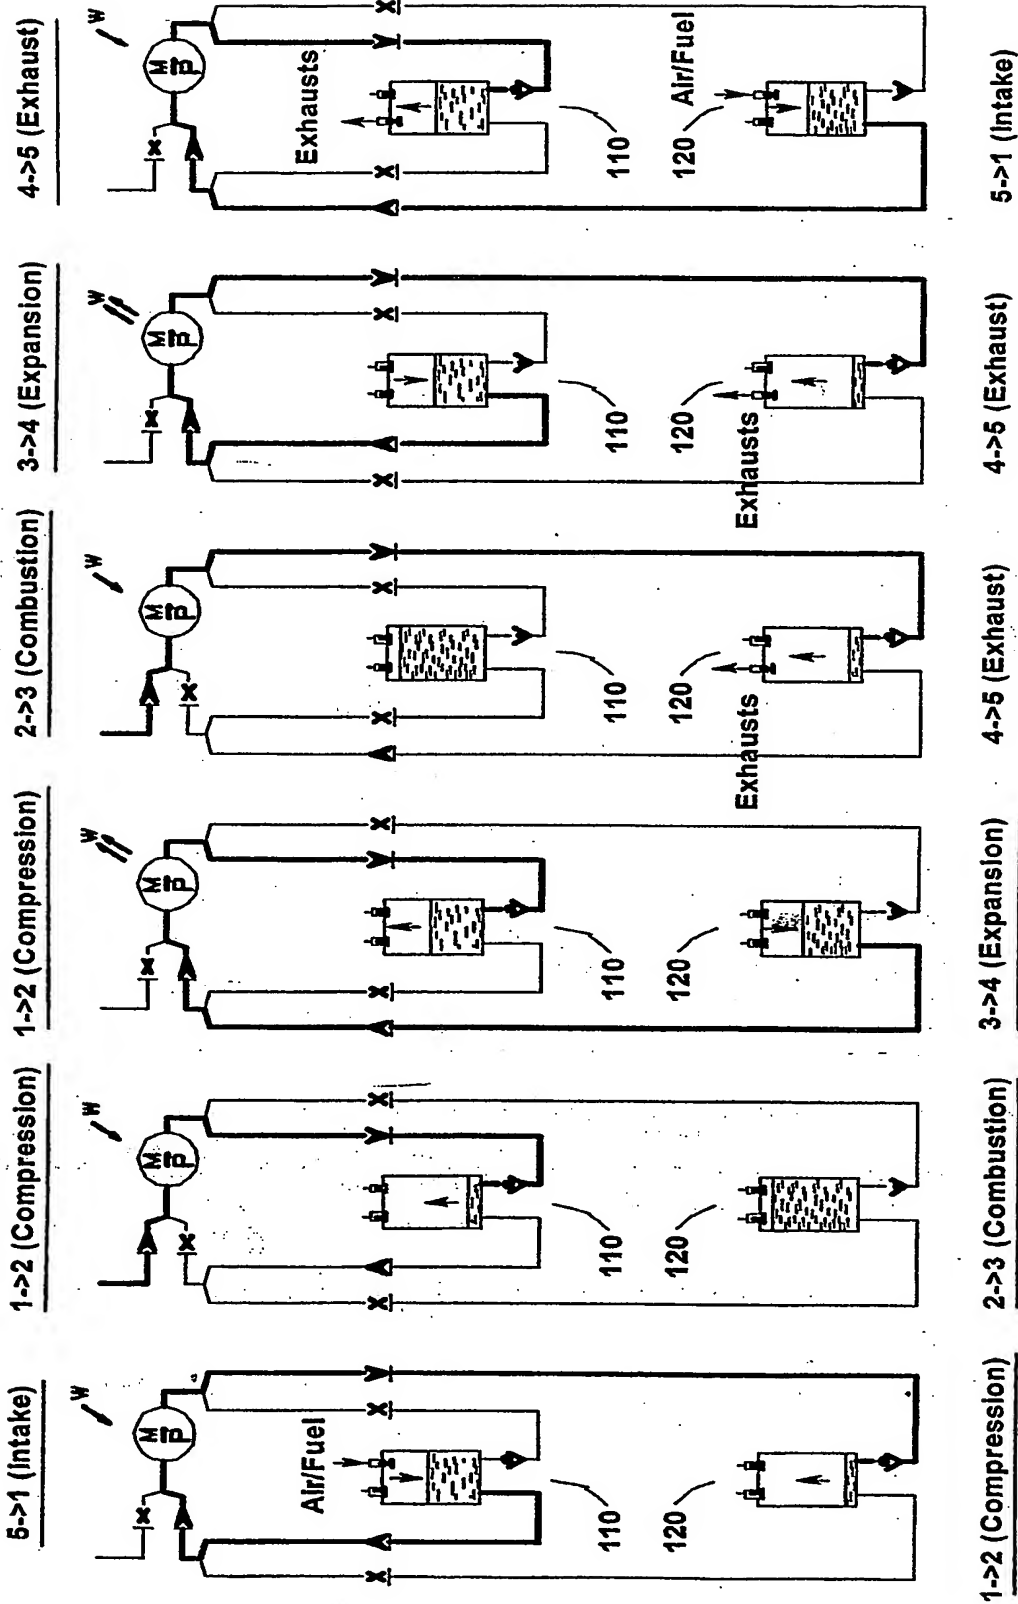 5->1 (Intake)
1->2 (Compression)
1->2 (Compression)
2->3 (Combustion)
3->4 (Expansion)
4->5 (Exhaust)
W
W
W
W
W
W
M
M
M
M
M
M
Air/Fuel
Exhausts
110
110
110
110
110
110
120
120
120
120
120
120
Air/Fuel
Exhausts
Exhausts
1->2 (Compression)
2->3 (Combustion)
3->4 (Expansion)
4->5 (Exhaust)
4->5 (Exhaust)
5->1 (Intake)